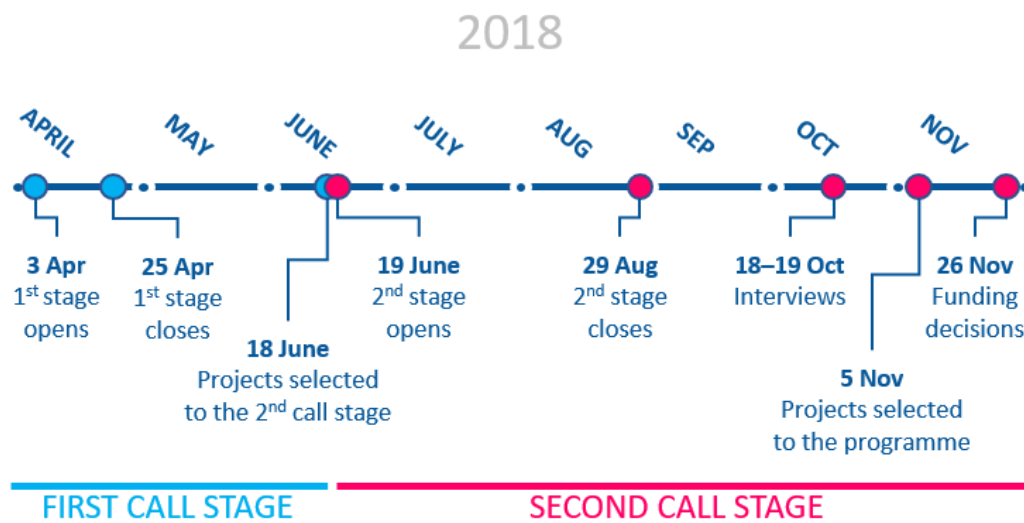 2018
APRIL
MAY
JUNE
JULY
AUG
SEP
OCT
NOV
3 Apr
1st stage
opens
25 Apr
1st stage
closes
18 June
Projects selected
to the 2nd call stage
19 June
2nd stage
opens
29 Aug
2nd stage
closes
18–19 Oct
Interviews
5 Nov
Projects selected
to the programme
26 Nov
Funding
decisions
FIRST CALL STAGE
SECOND CALL STAGE